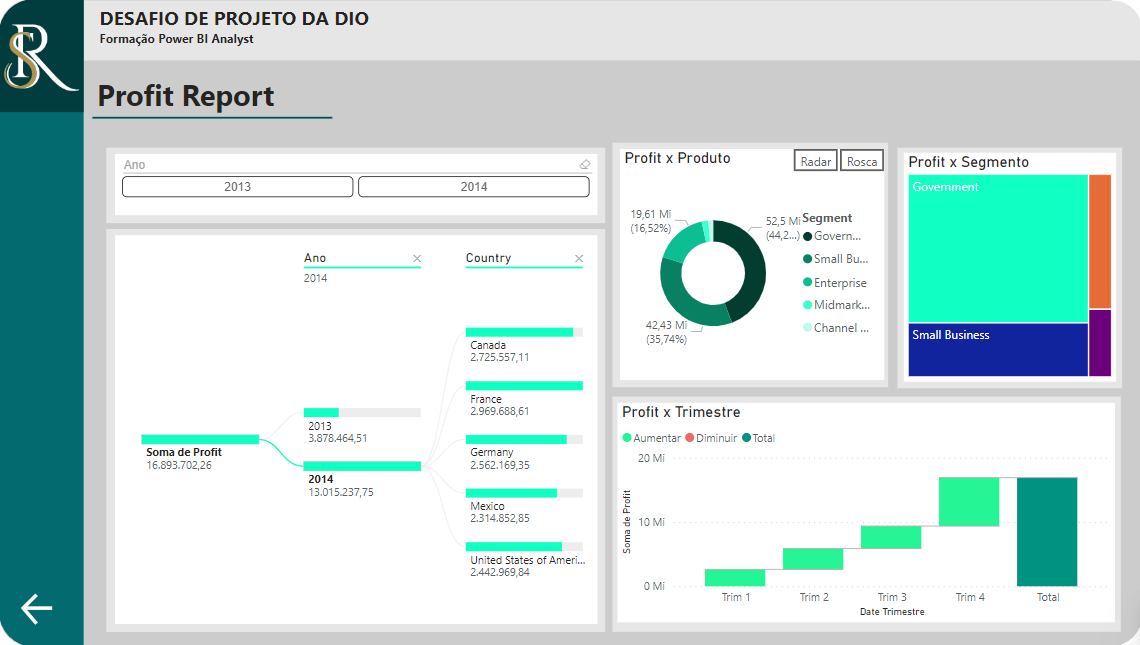 RS
DESAFIO DE PROJETO DA DIO
Formação Power BI Analyst
Profit Report
Ano
2013
2014
Ano
2014
Country
Soma de Profit
16.893.702,26
2013
3.878.464,51
2014
13.015.237,75
Canada
2.725.557,11
France
2.969.688,61
Germany
2.562.169,35
Mexico
2.314.852,85
United States of Ameri...
2.442.969,84
Profit x Produto
Radar
Rosca
19,61 Mi
(16,52%)
52,5 Mi
(44,2...)
42,43 Mi
(35,74%)
Segment
Govern...
Small Bu...
Enterprise
Midmark...
Channel ...
Profit x Segmento
Government
Small Business
Profit x Trimestre
Aumentar Diminuir Total
Soma de Profit
20 Mi
10 Mi
0 Mi
Trim 1 Trim 2 Trim 3 Trim 4 Total
Date Trimestre